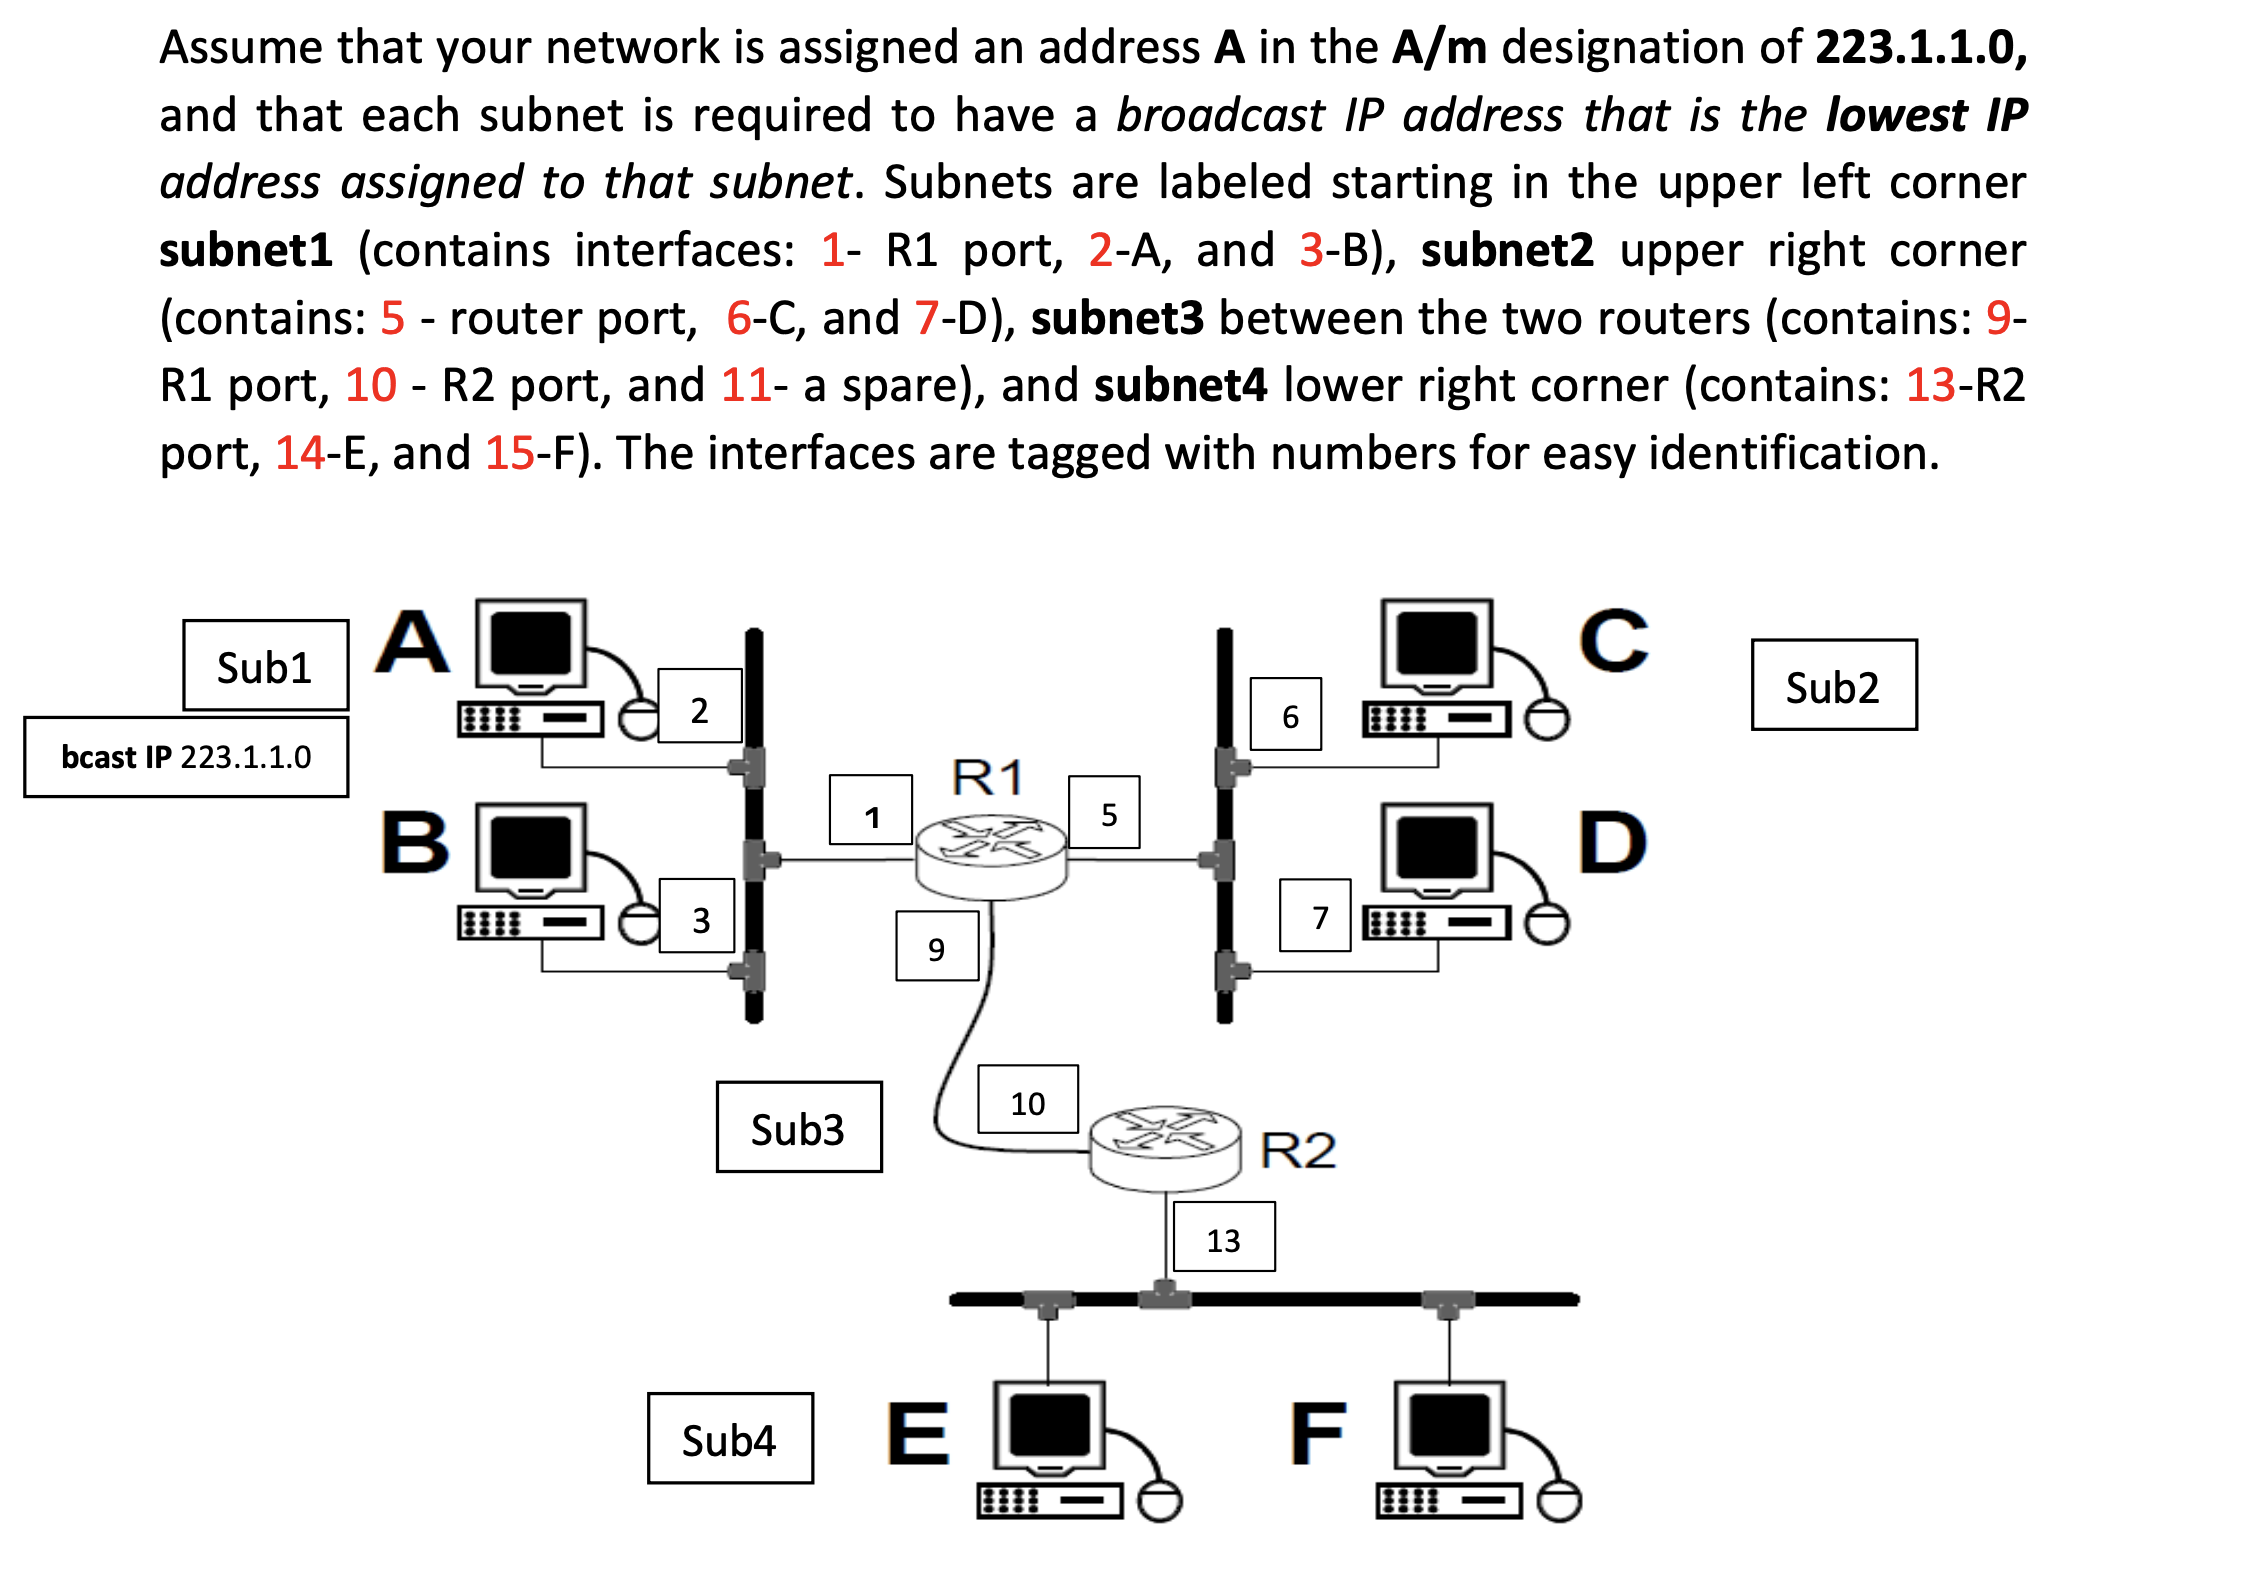 Assume that your network is assigned an address A in the A/m designation of 223.1.1.0,
and that each subnet is required to have a broadcast IP address that is the lowest IP
address assigned to that subnet. Subnets are labeled starting in the upper left corner
subnet1 (contains interfaces: 1- R1 port, 2-A, and 3-B), subnet2 upper right corner
(contains: 5 - router port, 6-C, and 7-D), subnet3 between the two routers (contains: 9-
R1 port, 10 - R2 port, and 11- a spare), and subnet4 lower right corner (contains: 13-R2
port, 14-E, and 15-F). The interfaces are tagged with numbers for easy identification.
Sub1
A
2
6
C
Sub2
bcast IP 223.1.1.0
R1
B
3
1
5
7
D
9
10
Sub3
R2
13
Sub4
E
F